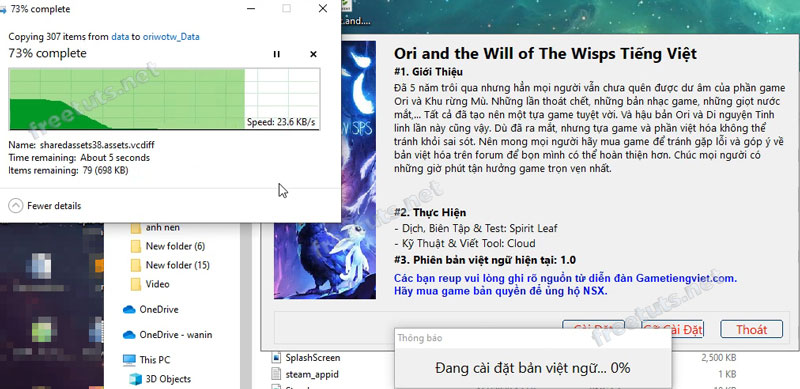 73% complete
Copying 307 items from data to oriwotw_Data
73% complete
Speed: 23.6 KB/s
Name: sharedassets38.assets.vcdiff
Time remaining: About 5 seconds
Items remaining: 79 (698 KB)
Fewer details
freetuts.net
anh nen
New folder (6)
New folder (15)
Video
OneDrive
OneDrive - wanin
This PC
3D Objects
Ori and the Will of The Wisps Tiếng Việt
#1. Giới Thiệu
Đã 5 năm trôi qua nhưng hẳn mọi người vẫn chưa quên được dư âm của phần game
Ori và Khu rừng Mù. Những lần thoát chết, những bản nhạc game, những giọt nước
mắt,... Tất cả đã tạo nên một tựa game tuyệt vời. Và hậu bản Ori và Di nguyện Tinh
linh lần này cũng vậy. Dù đã ra mắt, nhưng tựa game và phần việt hóa không thể
tránh khỏi sai sót. Nên mong mọi người hãy mua game để tránh gặp lỗi và góp ý về
bản việt hóa trên forum để bọn mình có thể hoàn thiện hơn. Chúc mọi người có
những giờ phút tận hưởng game trọn vẹn nhất.
#2. Thực Hiện
- Dịch, Biên Tập & Test: Spirit Leaf
- Kỹ Thuật & Viết Tool: Cloud
#3. Phiên bản việt ngữ hiện tại: 1.0
Các bạn reup vui lòng ghi rõ nguồn từ diễn đàn Gametiengviet.com.
Hãy mua game bản quyền để ủng hộ NSX.
freetuts.net
freetuts.net
Cài Đặt
Gỡ Cài Đặt
Thoát
freetuts.net
Thông báo
Đang cài đặt bản việt ngữ... 0%
SplashScreen
2,500 KB
steam_appid
1 KB